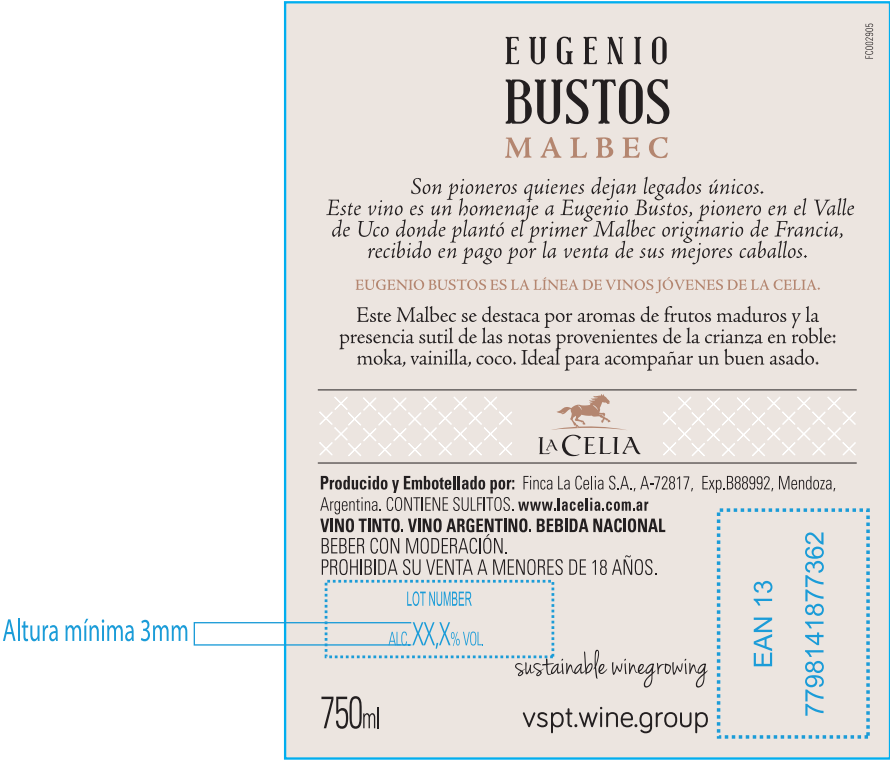 FC002905
EUGENIO
BUSTOS
MALBEC
Son pioneros quienes dejan legados únicos.
Este vino es un homenaje a Eugenio Bustos, pionero en el Valle
de Uco donde plantó el primer Malbec originario de Francia,
recibido en pago por la venta de sus mejores caballos.
EUGENIO BUSTOS ES LA LÍNEA DE VINOS JÓVENES DE LA CELIA.
Este Malbec se destaca por aromas de frutos maduros y la
presencia sutil de las notas provenientes de la crianza en roble:
moka, vainilla, coco. Ideal para acompañar un buen asado.
LA CELIA
Producido y Embotellado por: Finca La Celia S.A., A-72817, Exp.B88992, Mendoza,
Argentina. CONTIENE SULFITOS. www.lacelia.com.ar
VINO TINTO. VINO ARGENTINO. BEBIDA NACIONAL
BEBER CON MODERACIÓN.
PROHIBIDA SU VENTA A MENORES DE 18 AÑOS.
LOT NUMBER
Altura mínima 3mm
ALC. XX,X% VOL.
sustainable winegrowing
750ml
vspt.wine.group
EAN 13
7798141877362